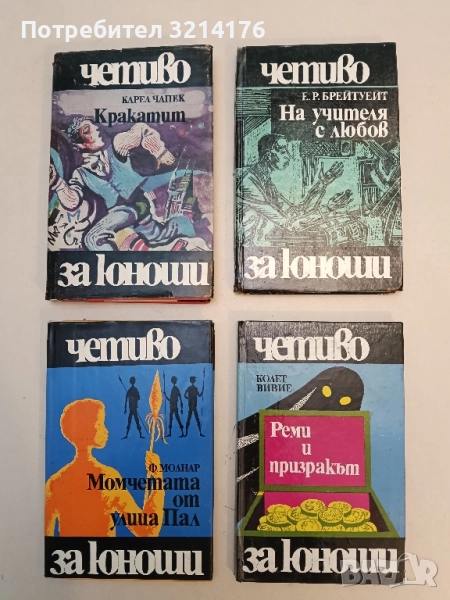 Потребител 3214176
четиво
КАРЕЛ ЧАПЕК
Кракатит
за юноши
четиво
Е. Р. БРЕЙТУЕЙТ
На учителя
с любов
за юноши
четиво
Ф. МОЛНАР
Момчетата
от
улица Пал
за юноши
четиво
КОЛЕТ
ВИВИЕ
Реми
и
призракът
за юноши
BAZAR